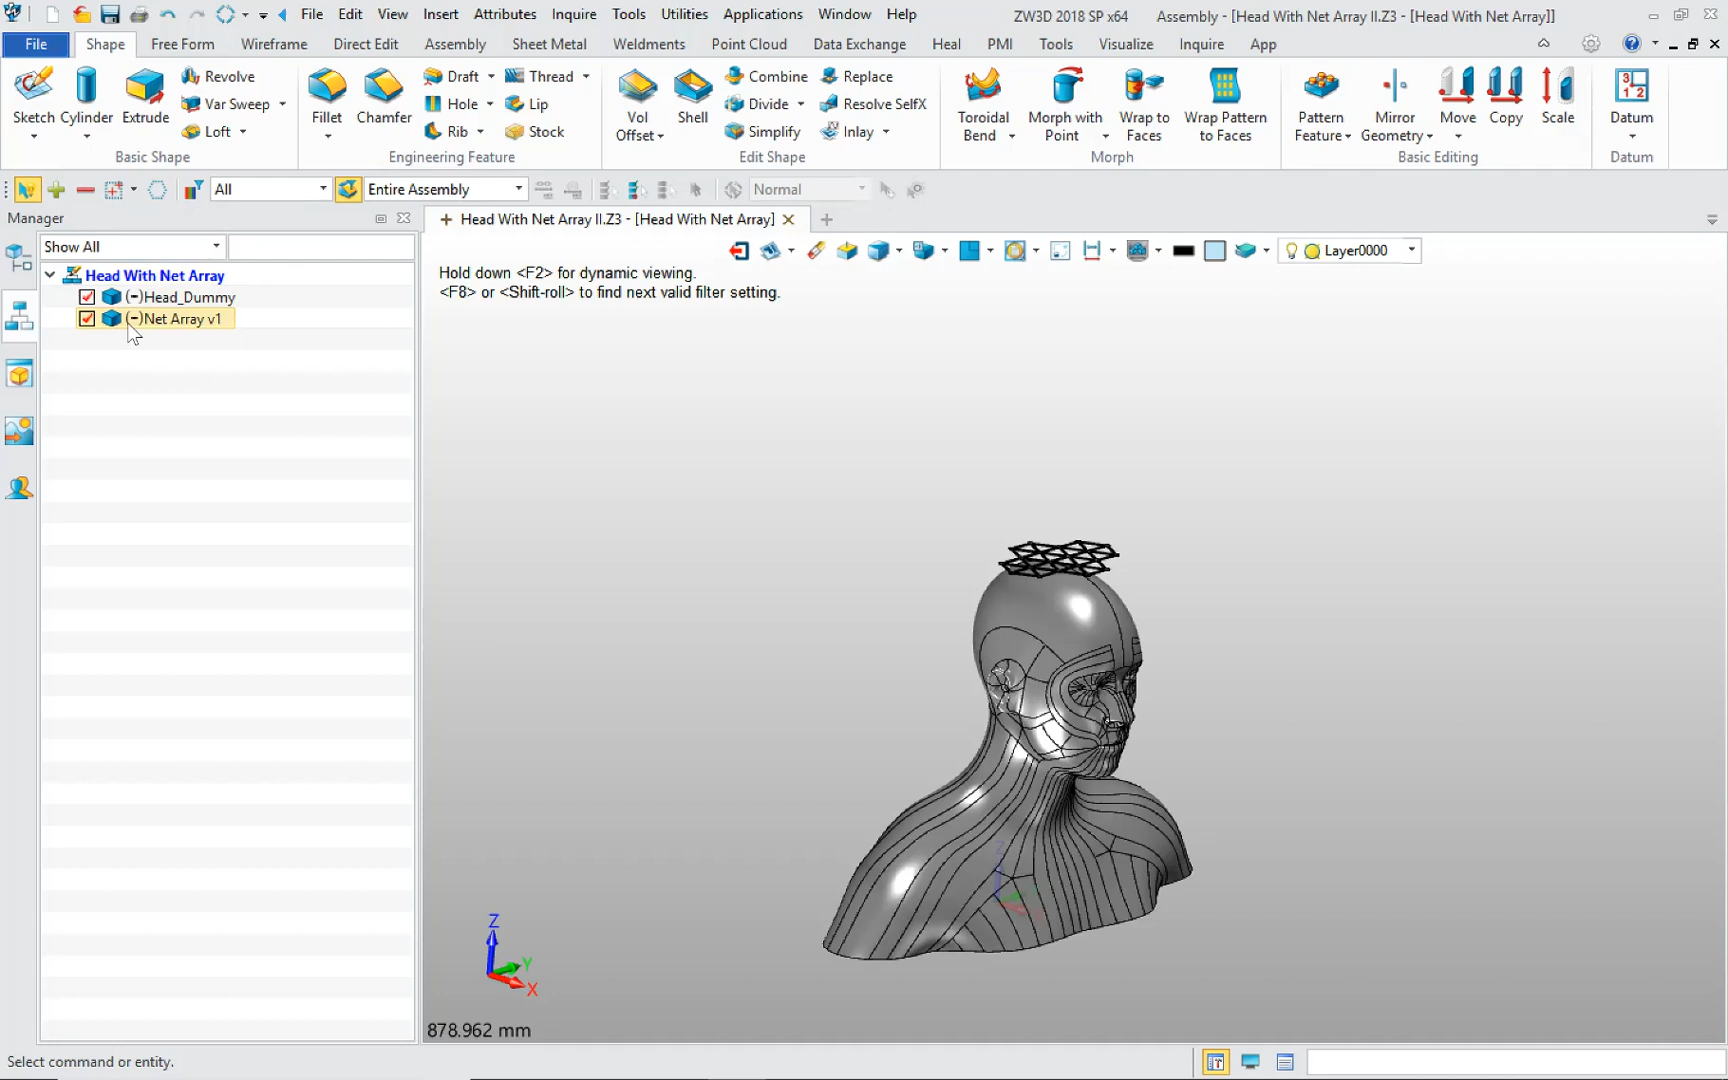 File Edit View Insert Attributes Inquire Tools Utilities Applications Window Help ZW3D 2018 SP x64 Assembly - [Head With Net Array II.Z3 - [Head With Net Array]]
File Shape Free Form Wireframe Direct Edit Assembly Sheet Metal Weldments Point Cloud Data Exchange Heal PMI Tools Visualize Inquire App
Sketch Cylinder Extrude Revolve Var Sweep Loft
Basic Shape
Fillet Chamfer Draft Hole Rib Thread Lip Stock
Engineering Feature
Vol Offset Shell Combine Divide Simplify Replace Resolve SelfX Inlay
Edit Shape
Toroidal Bend Morph with Point Wrap to Faces Wrap Pattern to Faces
Morph
Pattern Feature Mirror Geometry Move Copy Scale
Basic Editing
Datum
Datum
All Entire Assembly Normal
Manager
Head With Net Array II.Z3 - [Head With Net Array]
Show All
Layer0000
Head With Net Array
(-)Head_Dummy
(-)Net Array v1
Hold down <F2> for dynamic viewing.
<F8> or <Shift-roll> to find next valid filter setting.
Z
Z
Y
X
878.962 mm
Select command or entity.